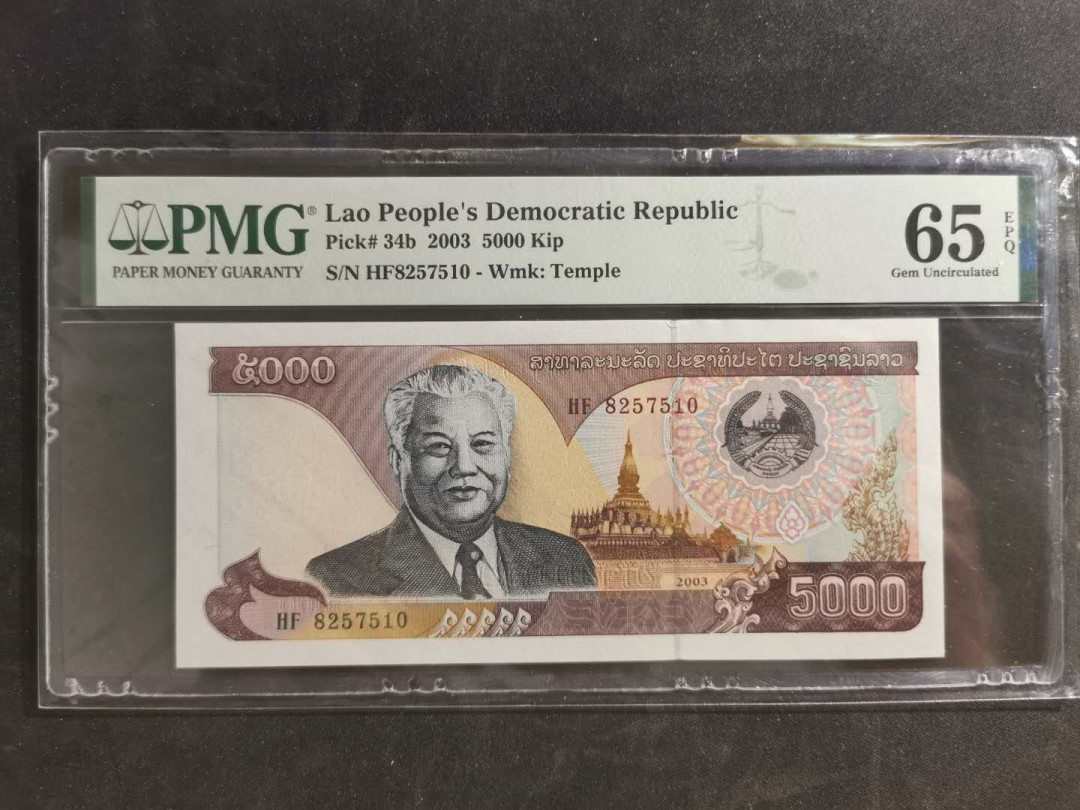 PMG®
PAPER MONEY GUARANTY
Lao People's Democratic Republic
Pick# 34b 2003 5000 Kip
S/N HF8257510 - Wmk: Temple
65
EPQ
Gem Uncirculated
໕000
ສາທາລະນະລັດ ປະຊາທິປະໄຕ ປະຊາຊົນລາວ
HF 8257510
2003
5000
HF 8257510